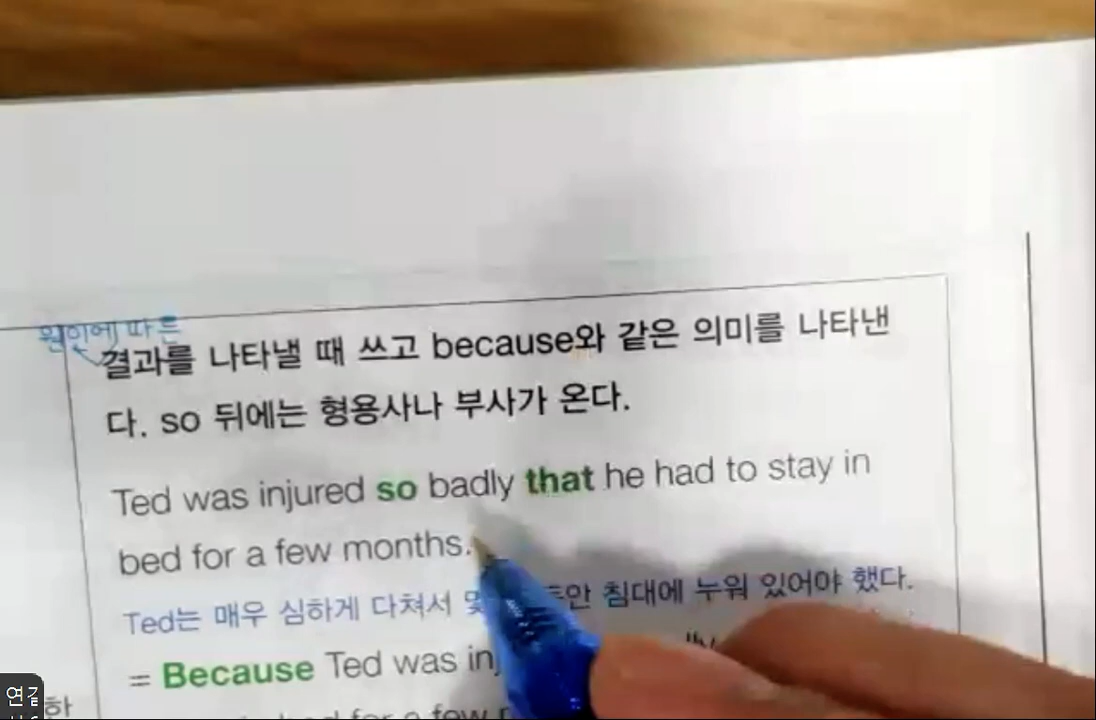 원인에 따른
결과를 나타낼 때 쓰고 because와 같은 의미를 나타낸
다. so 뒤에는 형용사나 부사가 온다.
Ted was injured so badly that he had to stay in
bed for a few months.
Ted는 매우 심하게 다쳐서 침대에 누워 있어야 했다.
= Because Ted was
bed for a few
하